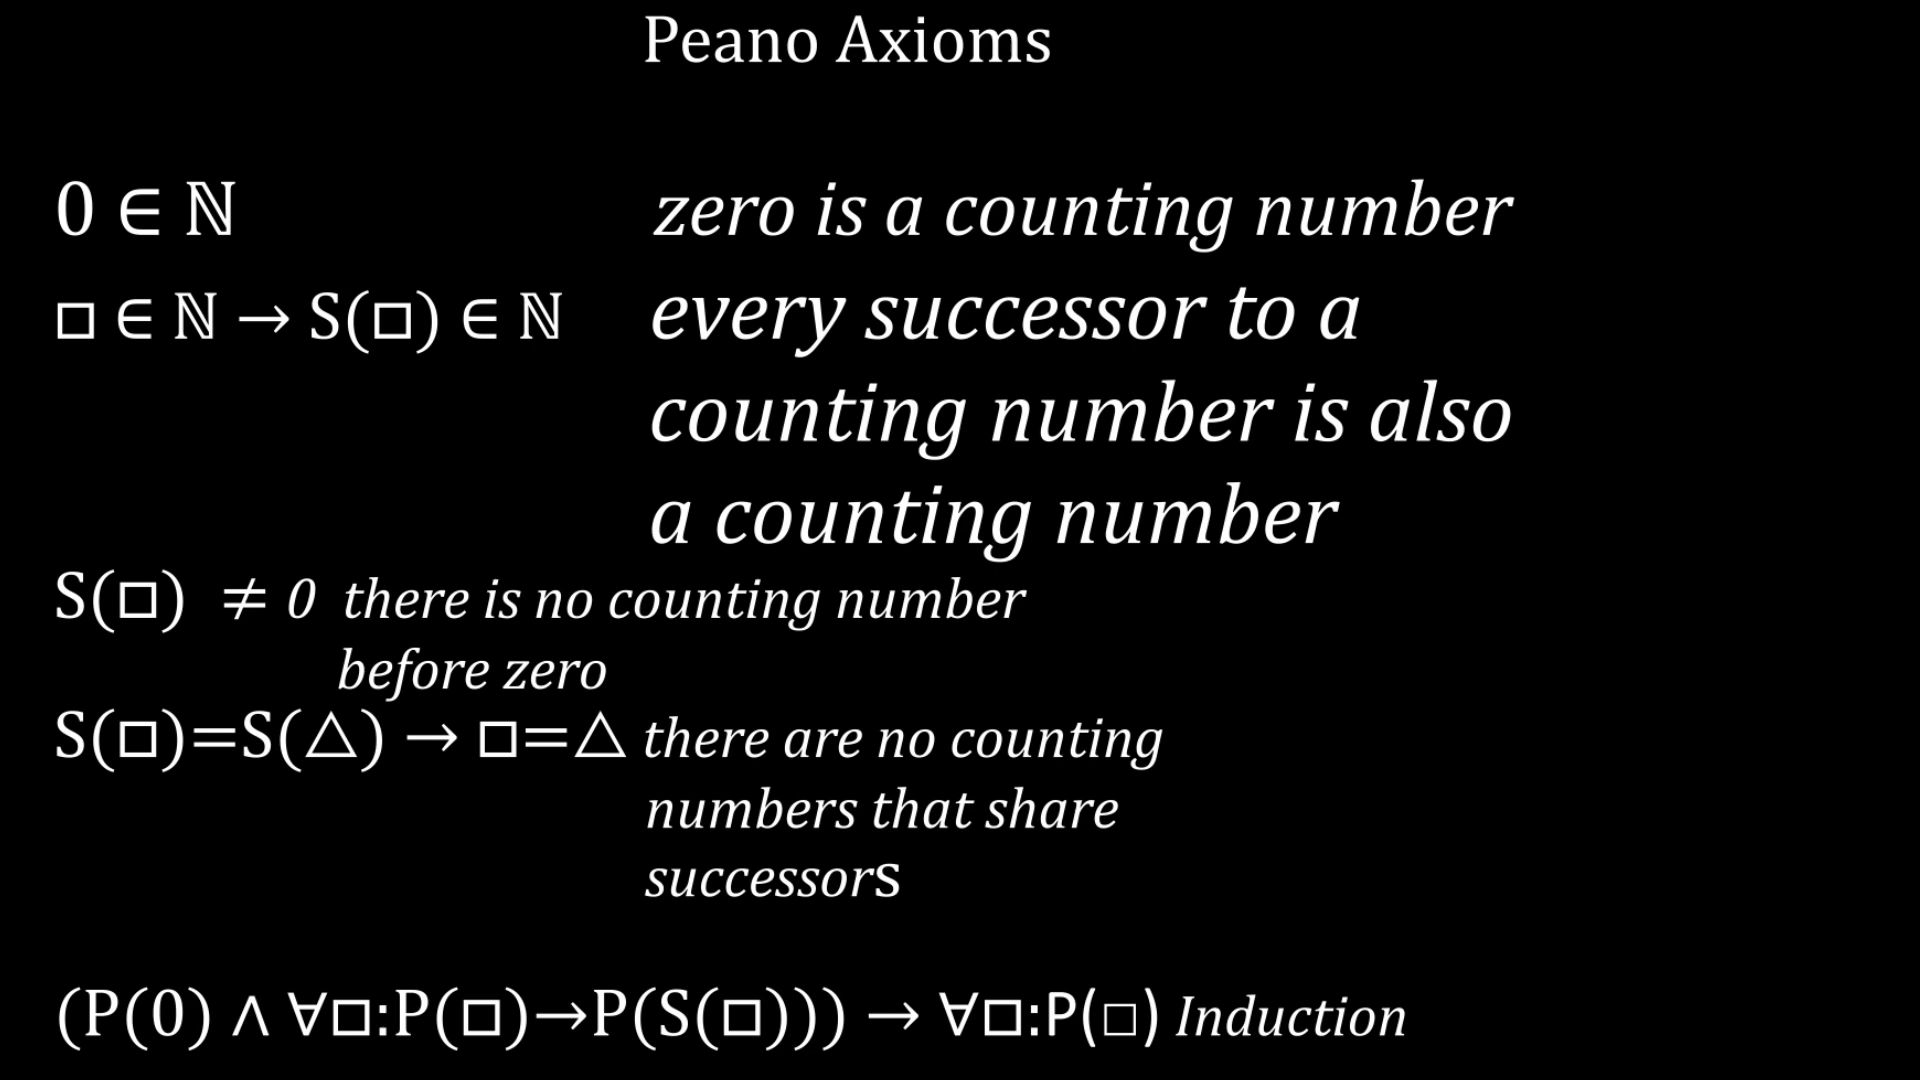 Peano Axioms
0 ∈ ℕ zero is a counting number
□ ∈ ℕ → S(□) ∈ ℕ every successor to a
counting number is also
a counting number
S(□) ≠ 0 there is no counting number
before zero
S(□)=S(△) → □=△ there are no counting
numbers that share
successors
(P(0) ∧ ∀□:P(□)→P(S(□))) → ∀□:P(□) Induction